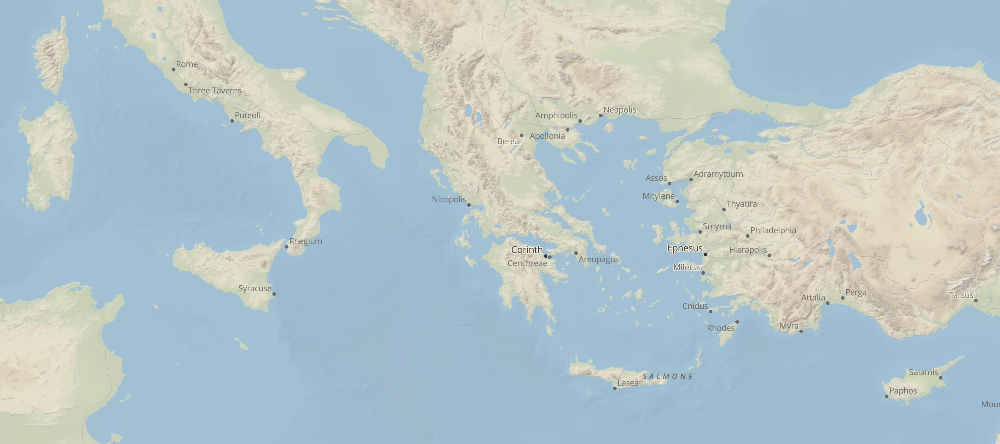 Rome
Three Taverns
Puteoli
Neapolis
Amphipolis
Apollonia
Berea
Adramyttium
Assos
Mitylene
Nicopolis
Thyatira
Smyrna
Philadelphia
Rhegium
Corinth
Cenchreae
Areopagus
Ephesus
Hierapolis
Miletus
Syracuse
Perga
Attalia
Tarsus
Cnidus
Rhodes
Myra
SALMONE
Lasea
Salamis
Paphos
Mour